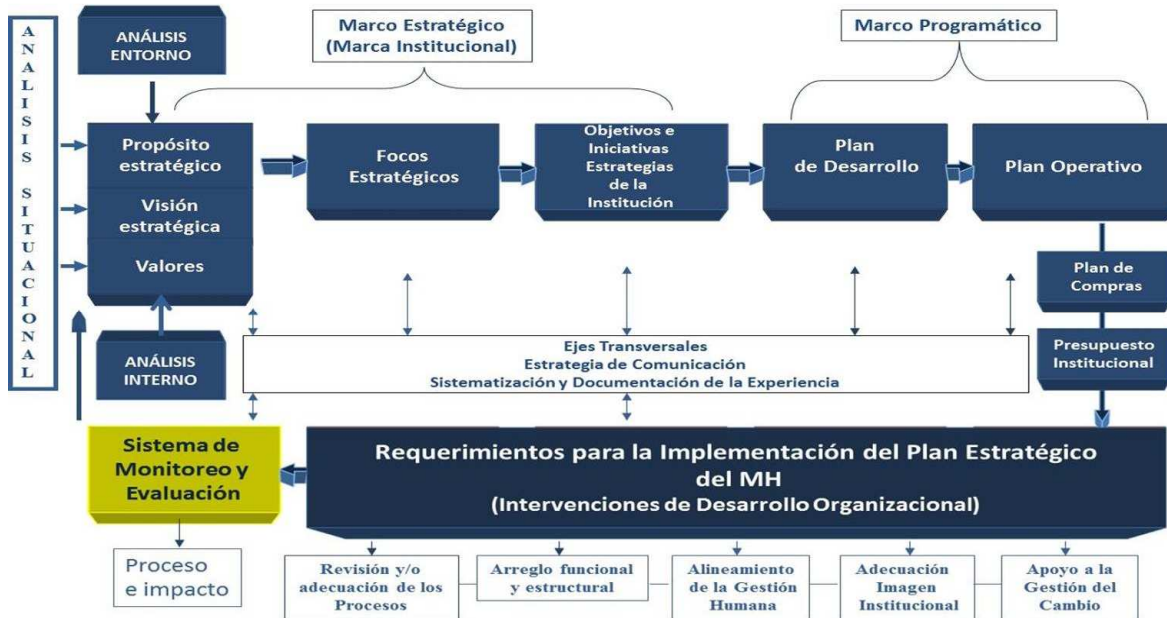 ANALISIS SITUACIONAL
ANÁLISIS
ENTORNO
Marco Estratégico
(Marca Institucional)
Marco Programático
Propósito
estratégico
Visión
estratégica
Valores
Focos
Estratégicos
Objetivos e
Iniciativas
Estrategias
de la
Institución
Plan
de Desarrollo
Plan Operativo
Plan de
Compras
Presupuesto
Institucional
ANÁLISIS
INTERNO
Ejes Transversales
Estrategia de Comunicación
Sistematización y Documentación de la Experiencia
Sistema de
Monitoreo y
Evaluación
Requerimientos para la Implementación del Plan Estratégico
del MH
(Intervenciones de Desarrollo Organizacional)
Proceso
e impacto
Revisión y/o
adecuación de los
Procesos
Arreglo funcional
y estructural
Alineamiento
de la Gestión
Humana
Adecuación
Imagen
Institucional
Apoyo a la
Gestión del
Cambio